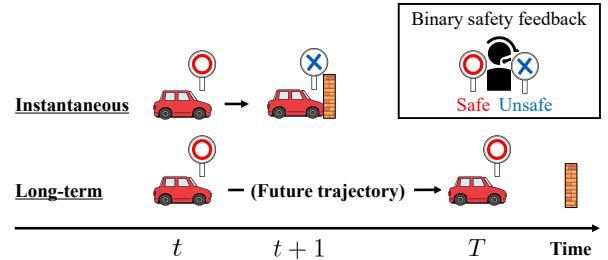 Binary safety feedback
Safe Unsafe
Instantaneous
Long-term
(Future trajectory)
t
t + 1
T
Time